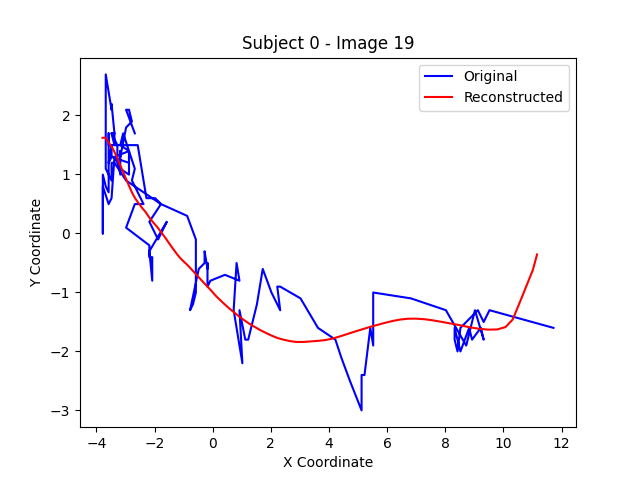 Subject 0 - Image 19
Original
Reconstructed
Y Coordinate
2
1
0
−1
−2
−3
−4 −2 0 2 4 6 8 10 12
X Coordinate